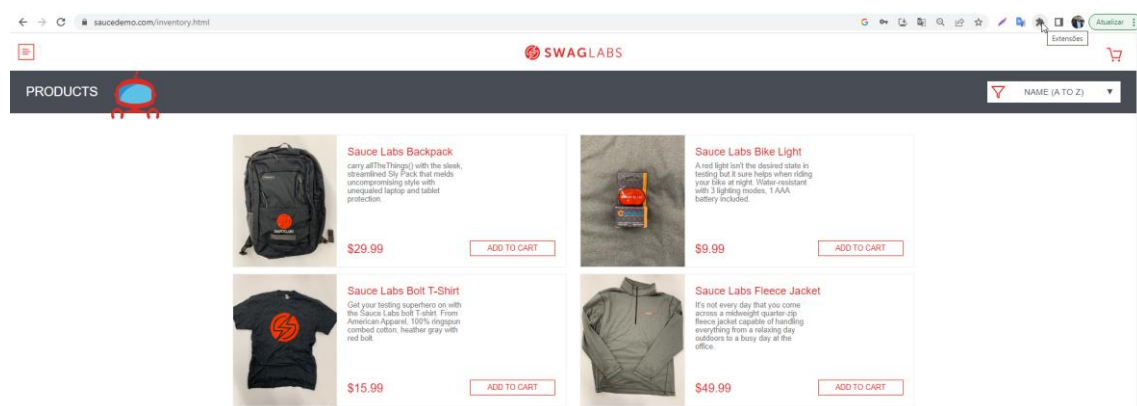 saucedemo.com/inventory.html
Atualizar
Extensões
SWAGLABS
PRODUCTS
NAME (A TO Z)
Sauce Labs Backpack
carry.allTheThings() with the sleek,
streamlined Sly Pack that melds
uncompromising style with
unequaled laptop and tablet
protection.
$29.99
ADD TO CART
Sauce Labs Bike Light
A red light isn't the desired state in
testing but it sure helps when riding
your bike at night. Water-resistant
with 3 lighting modes, 1 AAA
battery included.
$9.99
ADD TO CART
Sauce Labs Bolt T-Shirt
Get your testing superhero on with
the Sauce Labs bolt T-shirt. From
American Apparel, 100% ringspun
combed cotton, heather gray with
red bolt.
$15.99
ADD TO CART
Sauce Labs Fleece Jacket
It's not every day that you come
across a midweight quarter-zip
fleece jacket capable of handling
everything from a relaxing day
outdoors to a busy day at the
office.
$49.99
ADD TO CART